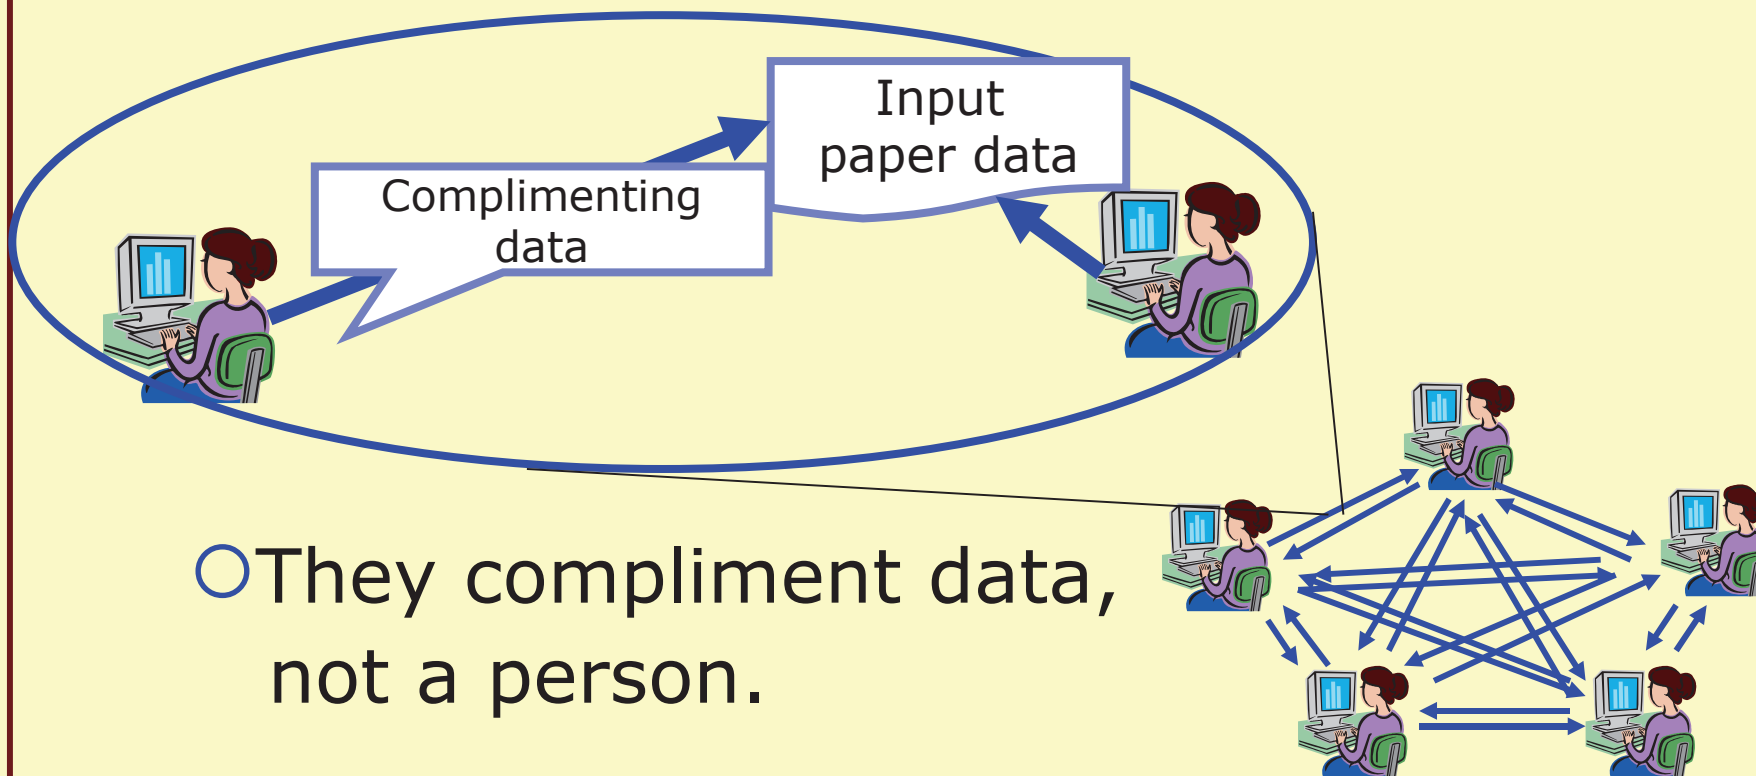 Input
paper data
Complimenting
data
They compliment data,
not a person.